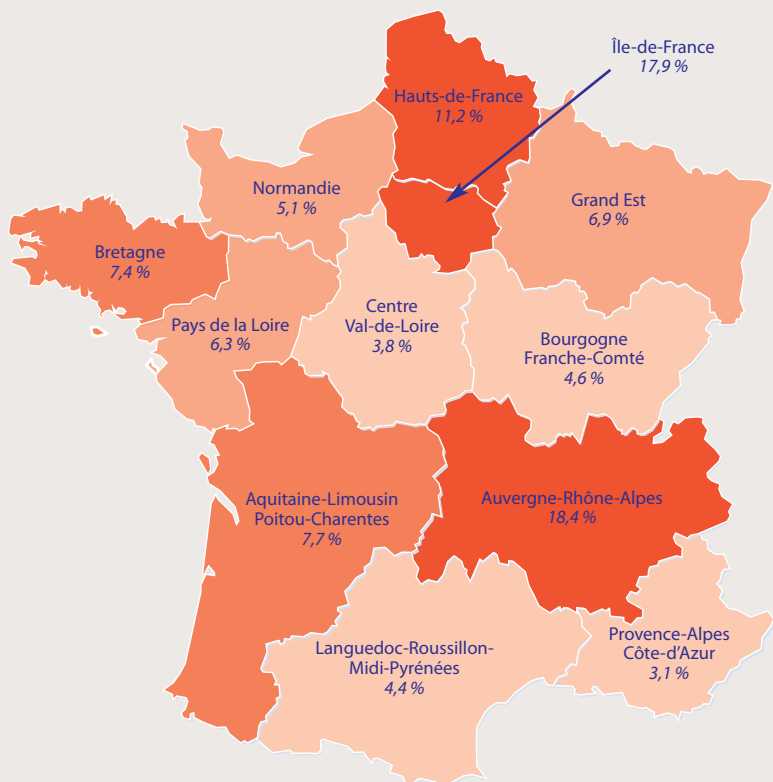 Île-de-France
17,9 %
Hauts-de-France
11,2 %
Normandie
5,1 %
Grand Est
6,9 %
Bretagne
7,4 %
Pays de la Loire
6,3 %
Centre
Val-de-Loire
3,8 %
Bourgogne
Franche-Comté
4,6 %
Aquitaine-Limousin
Poitou-Charentes
7,7 %
Auvergne-Rhône-Alpes
18,4 %
Languedoc-Roussillon-
Midi-Pyrénées
4,4 %
Provence-Alpes
Côte-d'Azur
3,1 %